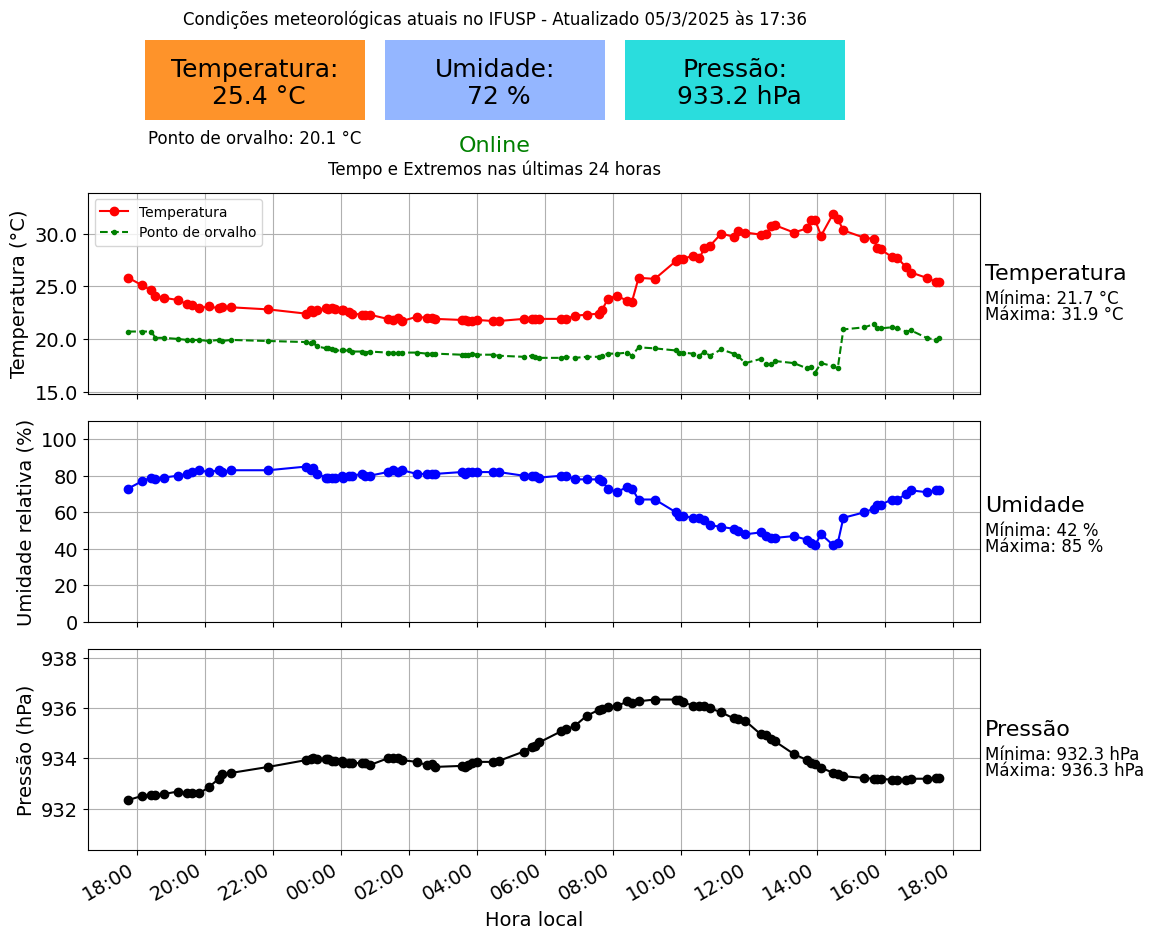 Condições meteorológicas atuais no IFUSP - Atualizado 05/3/2025 às 17:36
Temperatura:
25.4 °C
Umidade:
72 %
Pressão:
933.2 hPa
Ponto de orvalho: 20.1 °C
Online
Tempo e Extremos nas últimas 24 horas
Temperatura (°C)
30.0
25.0
20.0
15.0
Temperatura
Ponto de orvalho
Temperatura
Mínima: 21.7 °C
Máxima: 31.9 °C
Umidade relativa (%)
100
80
60
40
20
0
Umidade
Mínima: 42 %
Máxima: 85 %
Pressão (hPa)
938
936
934
932
Pressão
Mínima: 932.3 hPa
Máxima: 936.3 hPa
18:00 20:00 22:00 00:00 02:00 04:00 06:00 08:00 10:00 12:00 14:00 16:00 18:00
Hora local